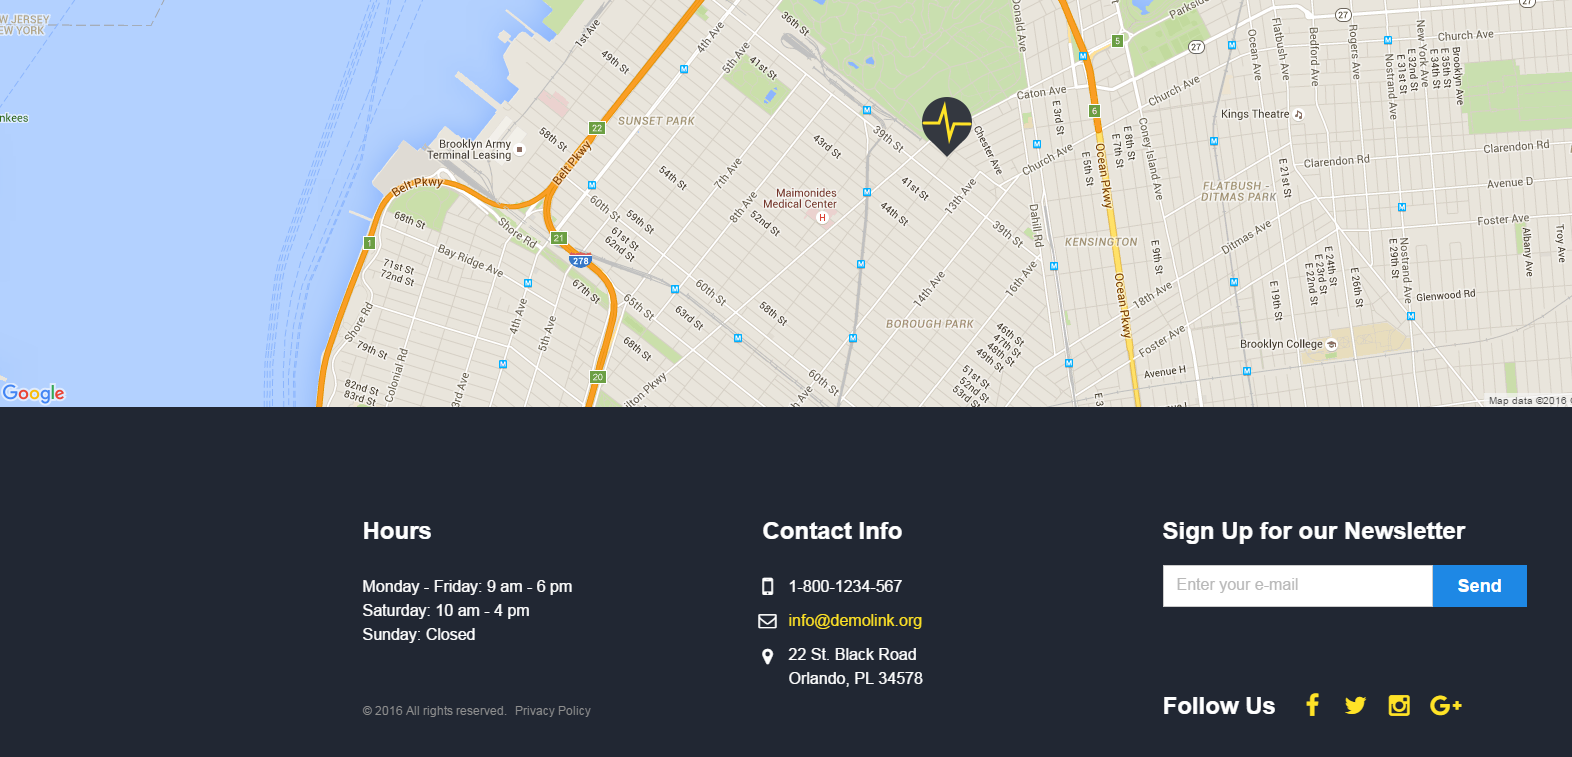 W JERSEY
NEW YORK
nkees
1st Ave
49th St
4th Ave
5th Ave
41st St
36th St
Donald Ave
Parkside
5
27
27
27
Church Ave
Ocean Ave
Flatbush Ave
Bedford Ave
Rogers Ave
Nostrand Ave
New York Ave
E 31st St
E 32nd St
E 34th St
E 35th St
Brooklyn Ave
22
SUNSET PARK
58th St
Brooklyn Army
Terminal Leasing
Belt Pkwy
Belt Pkwy
54th St
7th Ave
43rd St
39th St
Caton Ave
Church Ave
Chester Ave
E 3rd St
6
Kings Theatre
Clarendon Rd
Clarendon Rd
Church Ave
Ocean Pkwy
E 5th St
E 7th St
E 8th St
Coney Island Ave
E 21st St
FLATBUSH -
DITMAS PARK
Avenue D
Maimonides
Medical Center
H
41st St
13th Ave
44th St
8th Ave
52nd St
60th St
59th St
61st St
62nd St
68th St
Shore Rd
1
21
278
Bay Ridge Ave
71st St
72nd St
67th St
65th St
60th St
63rd St
58th St
39th St
Dahill Rd
KENSINGTON
E 9th St
Ditmas Ave
Foster Ave
Albany Ave
Troy Ave
14th Ave
16th Ave
18th Ave
Ocean Pkwy
E 19th St
E 22nd St
E 23rd St
E 24th St
E 26th St
E 29th St
Nostrand Ave
Glenwood Rd
Shore Rd
4th Ave
5th Ave
79th St
68th St
BOROUGH PARK
46th St
47th St
48th St
49th St
Foster Ave
Brooklyn College
82nd St
83rd St
Colonial Rd
3rd Ave
20
ilton Pkwy
60th St
h Ave
51st St
52nd St
53rd St
E 3
Avenue H
Google
Map data ©2016
Hours
Monday - Friday: 9 am - 6 pm
Saturday: 10 am - 4 pm
Sunday: Closed
© 2016 All rights reserved. Privacy Policy
Contact Info
1-800-1234-567
info@demolink.org
22 St. Black Road
Orlando, PL 34578
Sign Up for our Newsletter
Enter your e-mail
Send
Follow Us